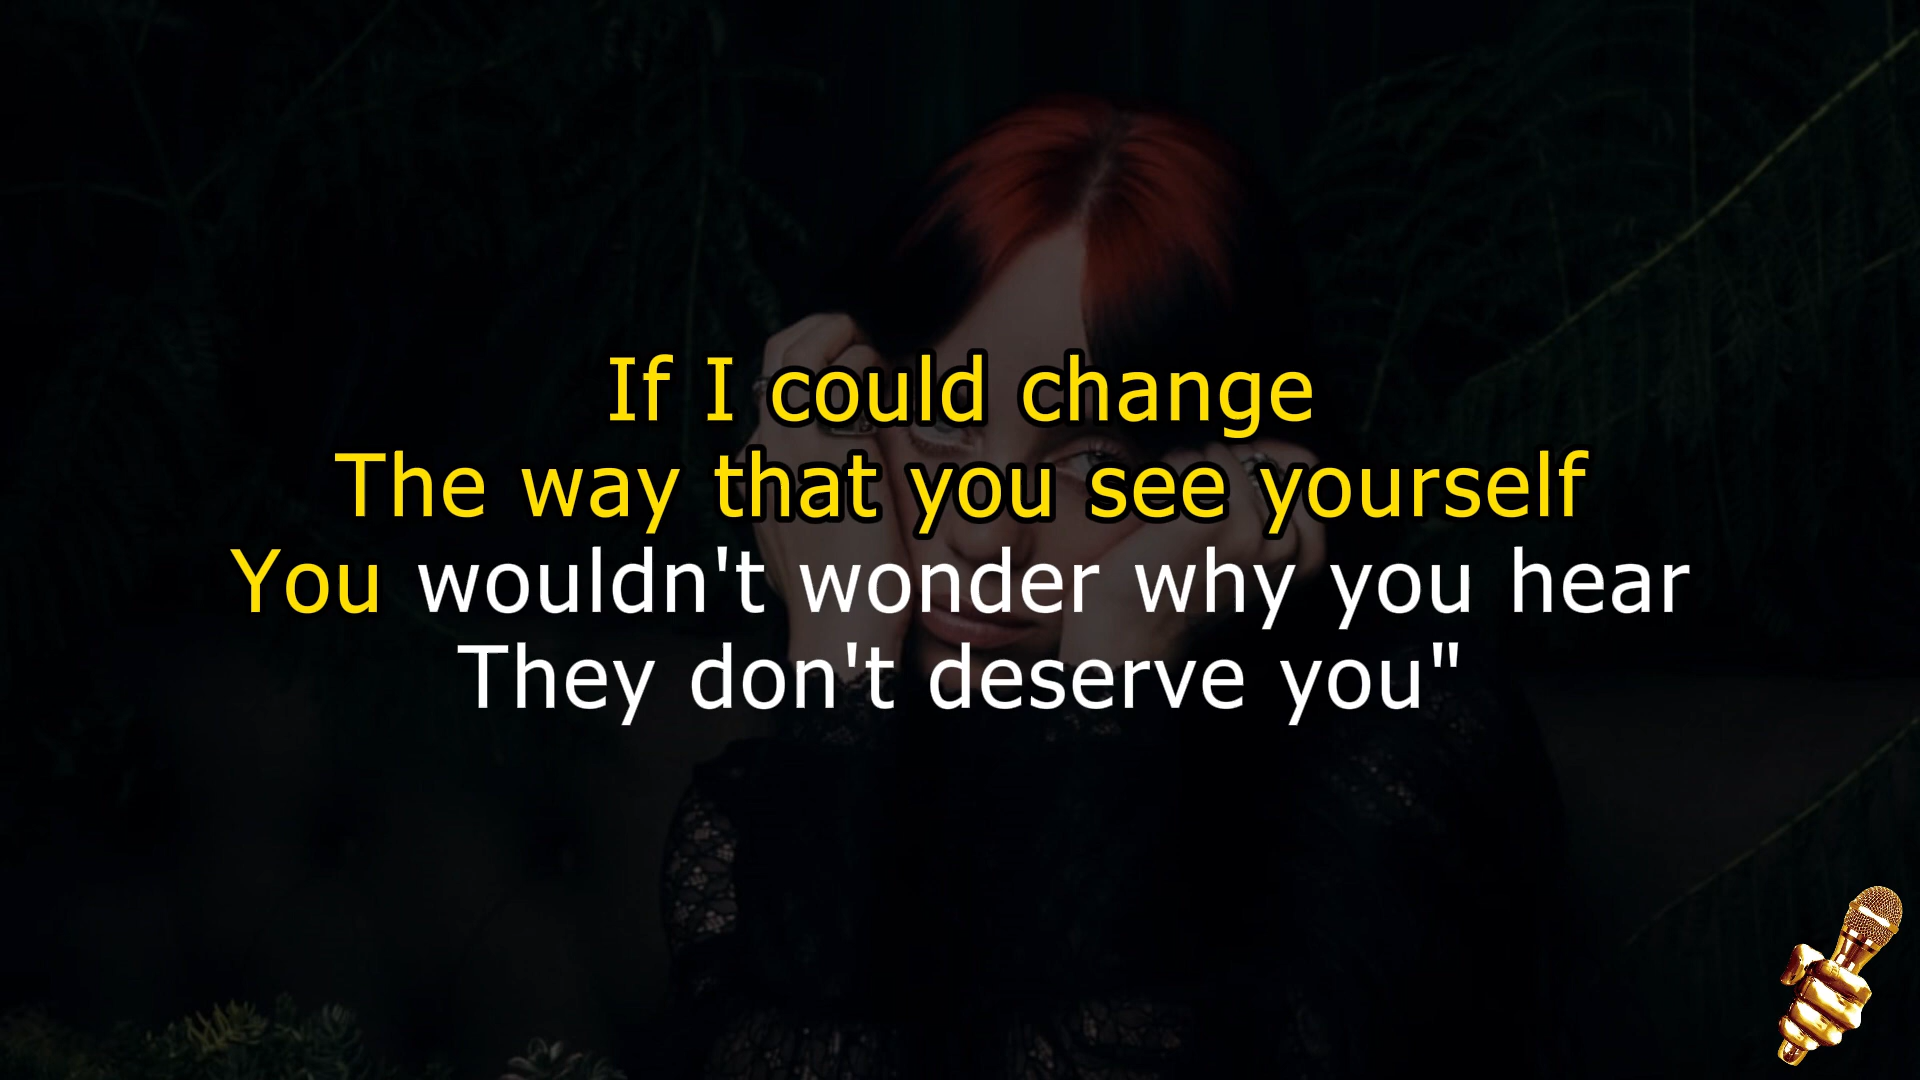 If I could change
The way that you see yourself
You wouldn't wonder why you hear
They don't deserve you"